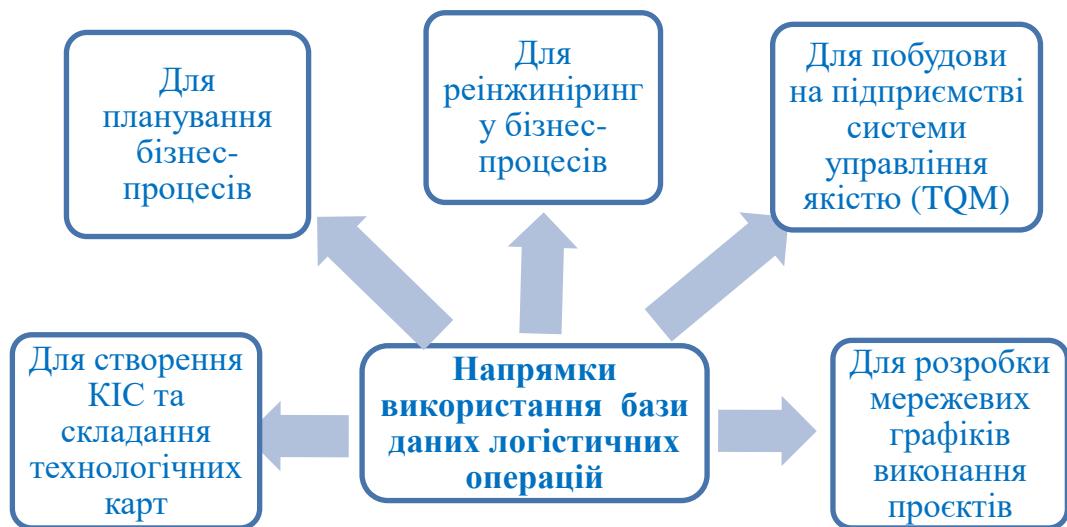 Для
планування
бізнес-
процесів
Для
реінжиніринг
у бізнес-
процесів
Для побудови
на підприємстві
системи
управління
якістю (TQM)
Для створення
КІС та
складання
технологічних
карт
Напрямки
використання бази
даних логістичних
операцій
Для розробки
мережевих
графіків
виконання
проєктів